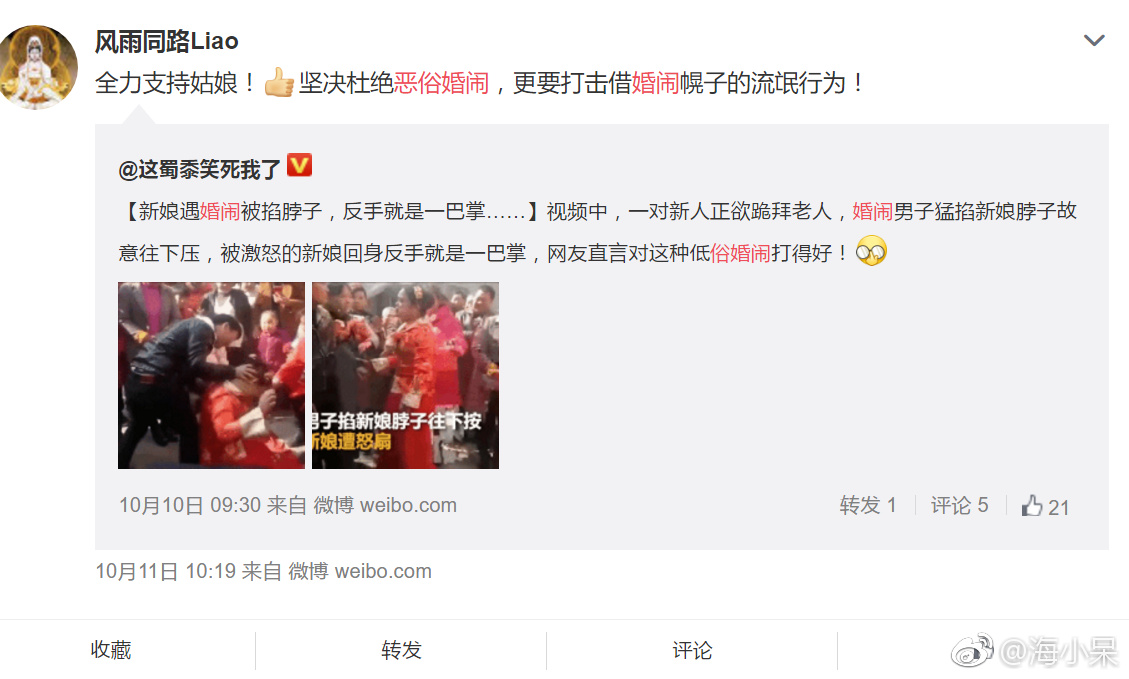 风雨同路Liao
全力支持姑娘！坚决杜绝恶俗婚闹，更要打击借婚闹幌子的流氓行为！
@这蜀黍笑死我了 V
【新娘遇婚闹被掐脖子，反手就是一巴掌……】视频中，一对新人正欲跪拜老人，婚闹男子猛掐新娘脖子故
意往下压，被激怒的新娘回身反手就是一巴掌，网友直言对这种低俗婚闹打得好！
男子掐新娘脖子往下按
新娘遭怒扇
10月10日 09:30 来自 微博 weibo.com
转发 1 评论 5 21
10月11日 10:19 来自 微博 weibo.com
收藏 转发 评论
@海小呆